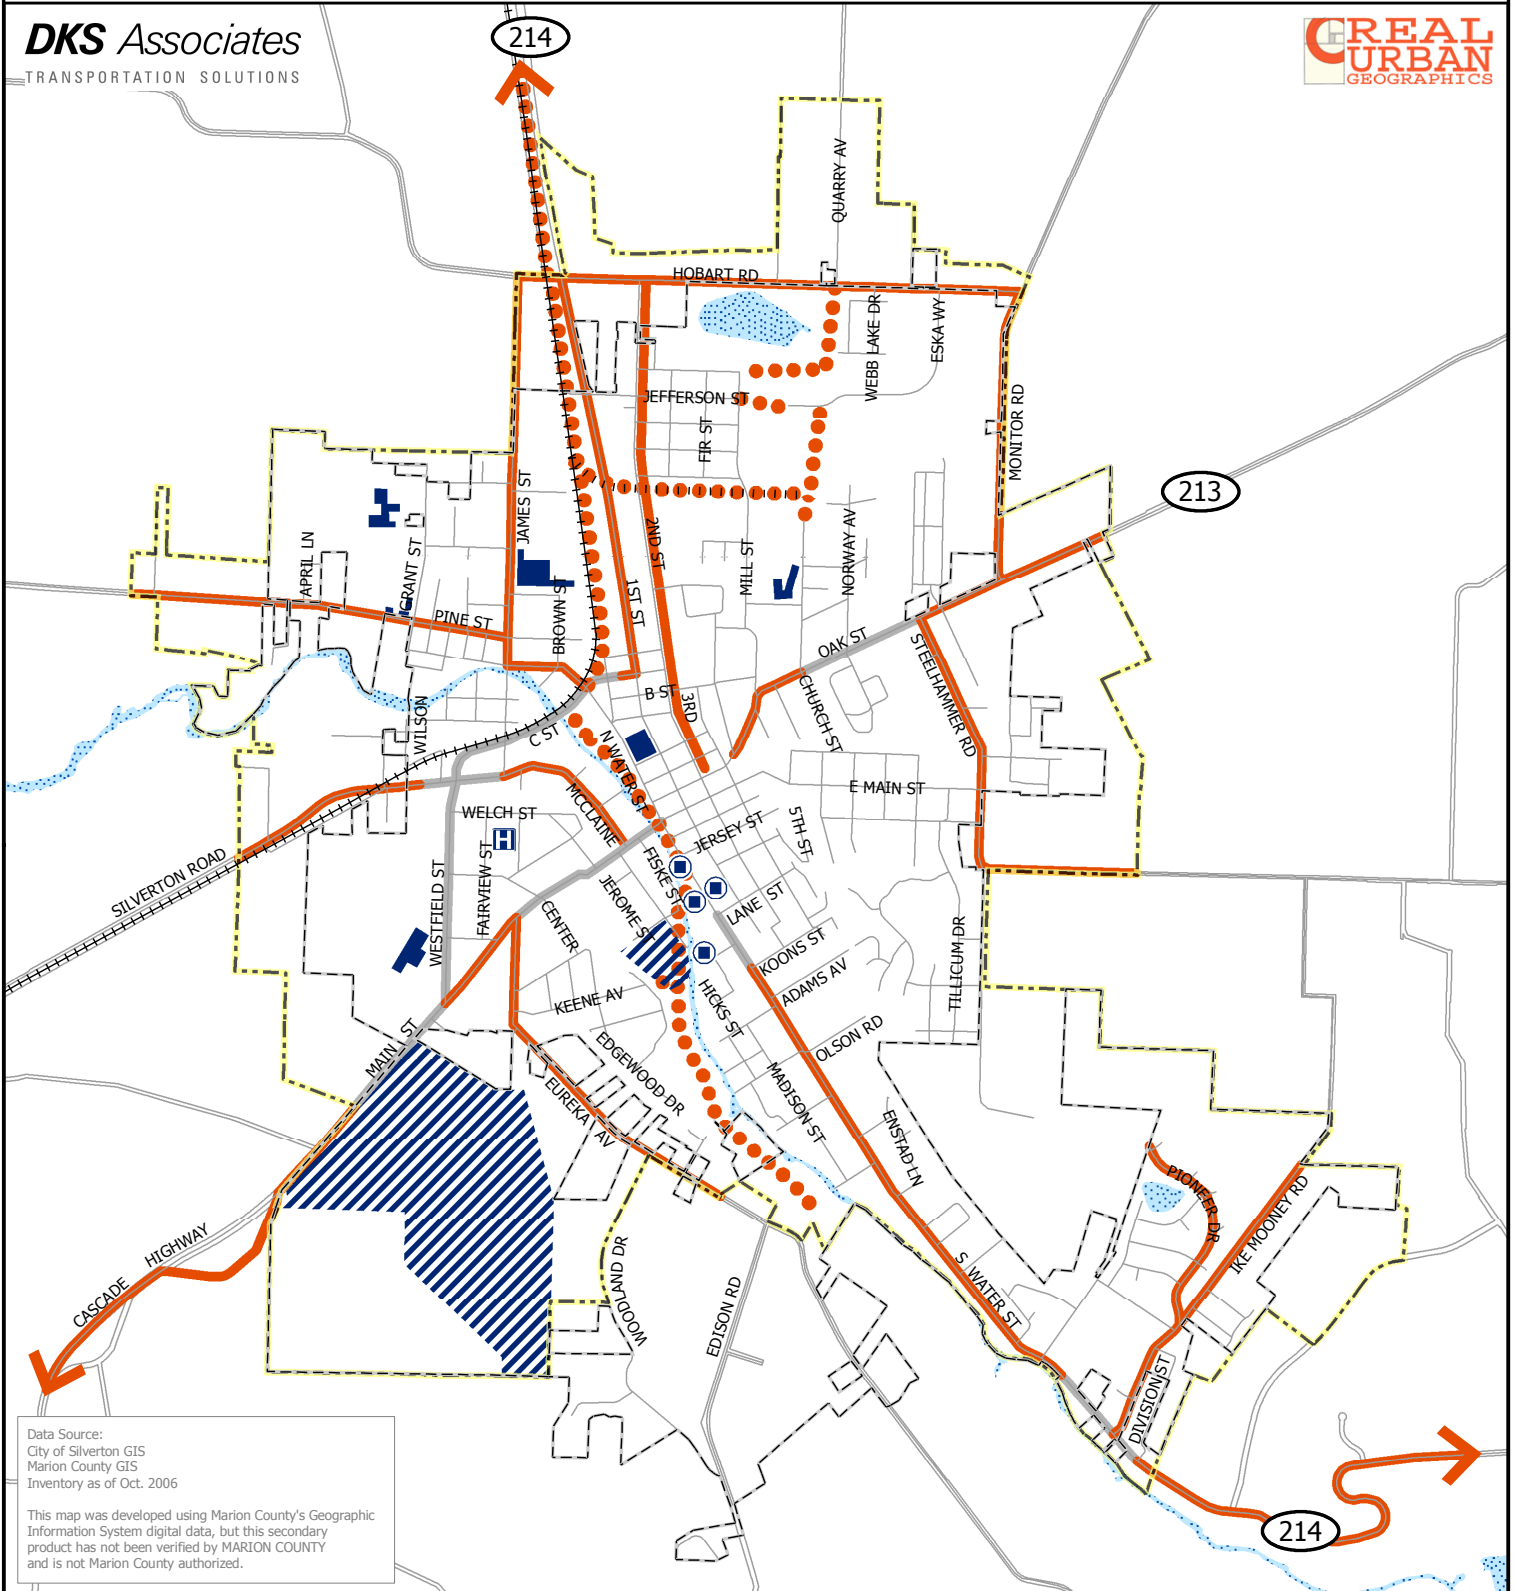 DKS Associates
TRANSPORTATION SOLUTIONS
214
REAL
URBAN
GEOGRAPHICS
QUARRY AV
HOBART RD
WEBB LAKE DR
ESKA WY
JEFFERSON ST
FIR ST
MONITOR RD
213
JAMES ST
2ND ST
APRIL LN
GRANT ST
MILL ST
NORWAY AV
1ST ST
BROWN ST
PINE ST
OAK ST
STEELHAMMER RD
B ST
3RD
CHURCH ST
WILSON
C ST
N WATER ST
E MAIN ST
MCCLAINE
WELCH ST
JERSEY ST
5TH ST
SILVERTON ROAD
WESTFIELD ST
FAIRVIEW ST
H
FISKE ST
JEROME ST
CENTER
LANE ST
KOONS ST
ADAMS AV
TILLICUM DR
KEENE AV
HICKS ST
OLSON RD
MAIN ST
EDGEWOOD DR
EUREKA AV
MADISON ST
ENSTAD LN
PIONEER DR
IKE MOONEY RD
CASCADE HIGHWAY
WOODLAND DR
EDISON RD
S WATER ST
DIVISION ST
214
Data Source:
City of Silverton GIS
Marion County GIS
Inventory as of Oct. 2006
This map was developed using Marion County's Geographic
Information System digital data, but this secondary
product has not been verified by MARION COUNTY
and is not Marion County authorized.